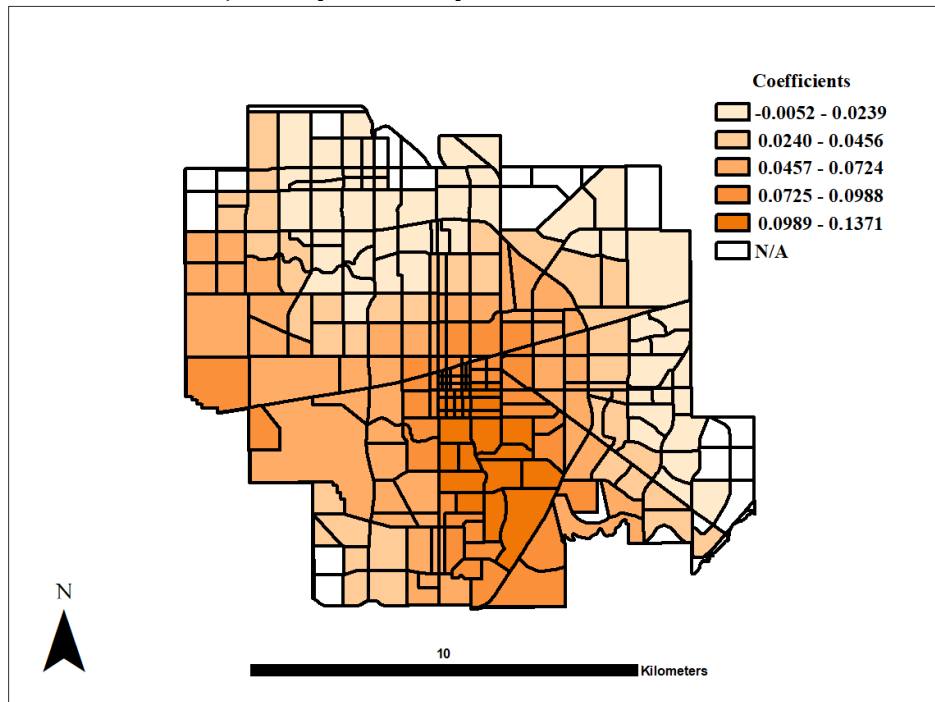 Coefficients
-0.0052 - 0.0239
0.0240 - 0.0456
0.0457 - 0.0724
0.0725 - 0.0988
0.0989 - 0.1371
N/A
N
10
Kilometers